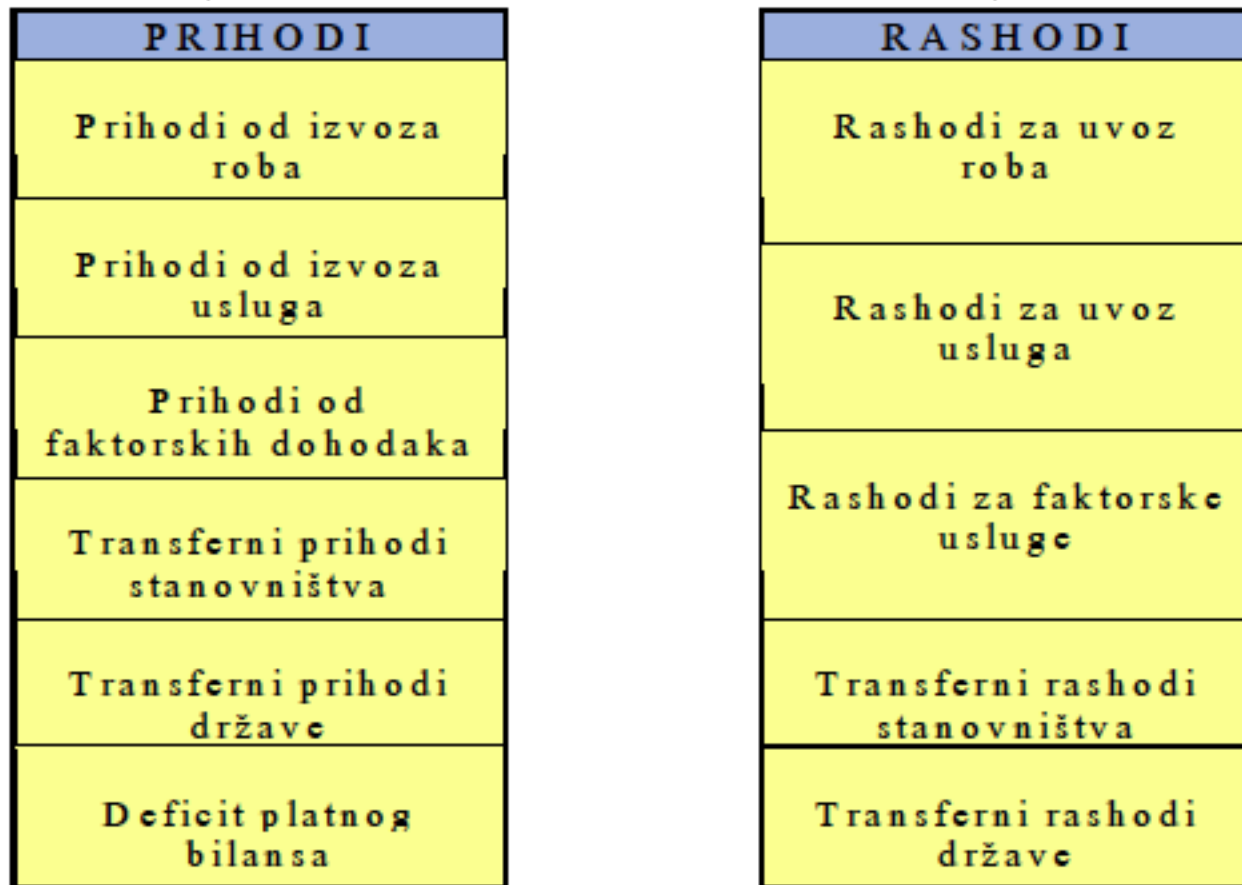 PRIHODI
Prihodi od izvoza
roba
Prihodi od izvoza
usluga
Prihodi od
faktorskih dohodaka
Transferni prihodi
stanovništva
Transferni prihodi
države
Deficit platnog
bilansa
RASHODI
Rashodi za uvoz
roba
Rashodi za uvoz
usluga
Rashodi za faktorske
usluge
Transferni rashodi
stanovništva
Transferni rashodi
države